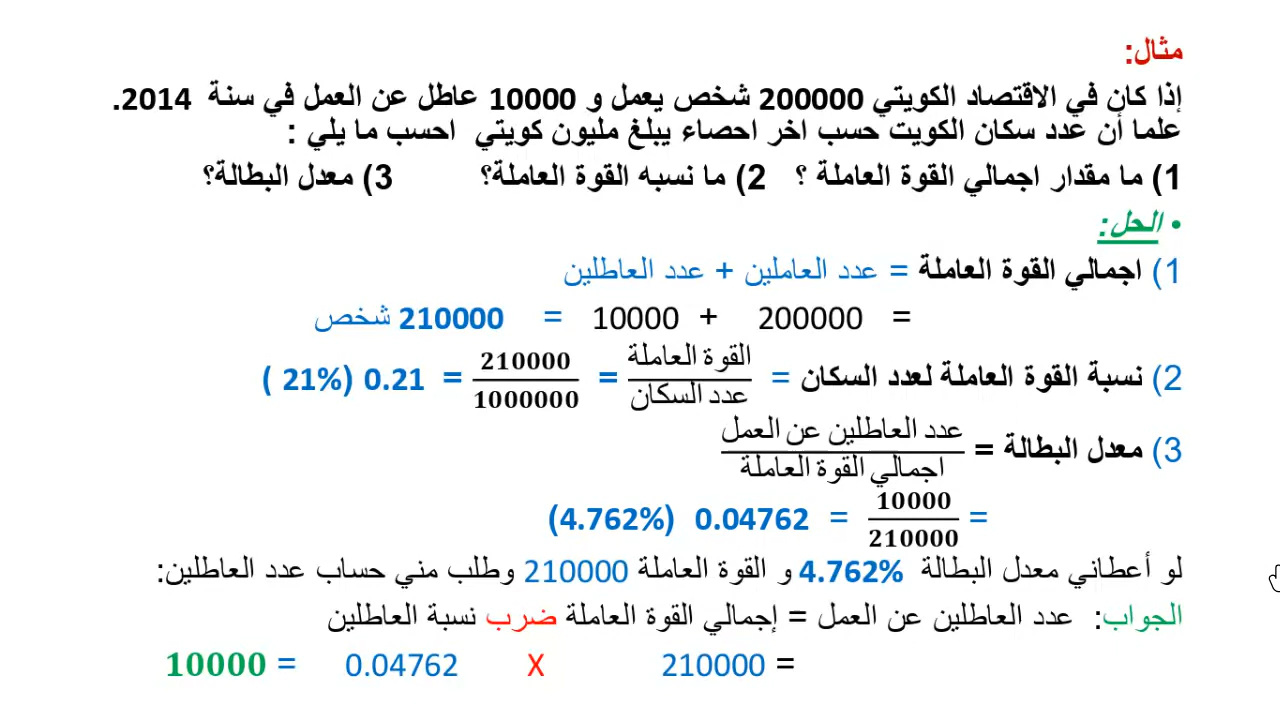 مثال:
إذا كان في الاقتصاد الكويتي 200000 شخص يعمل و 10000 عاطل عن العمل في سنة 2014.
علما أن عدد سكان الكويت حسب اخر احصاء يبلغ مليون كويتي احسب ما يلي :
1) ما مقدار اجمالي القوة العاملة ؟ 2) ما نسبه القوة العاملة؟ 3) معدل البطالة؟
• الحل:
1) اجمالي القوة العاملة = عدد العاملين + عدد العاطلين
= 200000 + 10000 = 210000 شخص
2) نسبة القوة العاملة لعدد السكان = القوة العاملة / عدد السكان = 210000 / 1000000 = 0.21 (21% )
3) معدل البطالة = عدد العاطلين عن العمل / اجمالي القوة العاملة
= 10000 / 210000 = 0.04762 (4.762%)
لو أعطاني معدل البطالة 4.762% و القوة العاملة 210000 وطلب مني حساب عدد العاطلين:
الجواب: عدد العاطلين عن العمل = إجمالي القوة العاملة ضرب نسبة العاطلين
= 210000 X 0.04762 = 10000